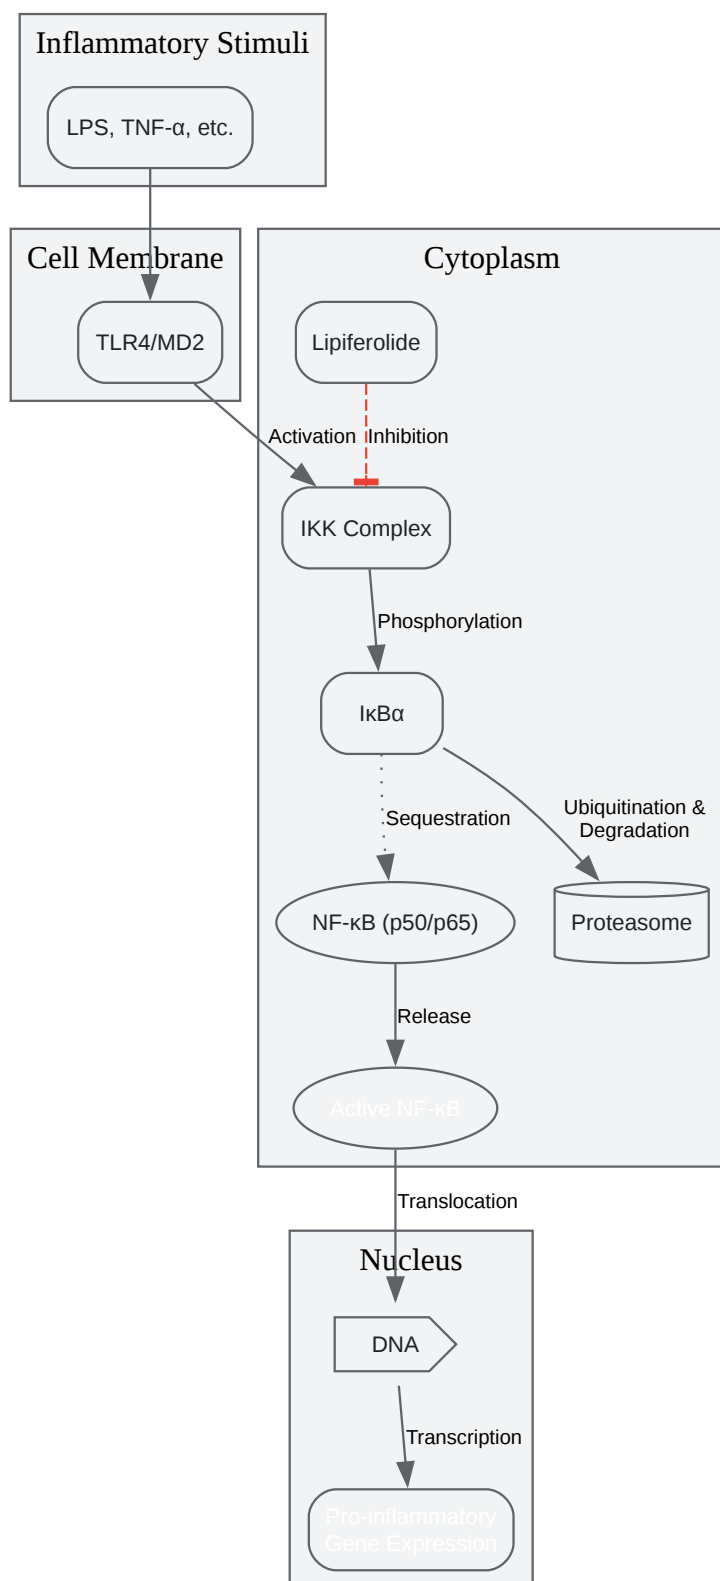 Inflammatory Stimuli
LPS, TNF-α, etc.
Cell Membrane
Cytoplasm
TLR4/MD2
Lipiferolide
Activation
Inhibition
IKK Complex
Phosphorylation
IκBα
Sequestration
Ubiquitination &
Degradation
NF-κB (p50/p65)
Proteasome
Release
Active NF-κB
Translocation
Nucleus
DNA
Transcription
Pro-inflammatory
Gene Expression